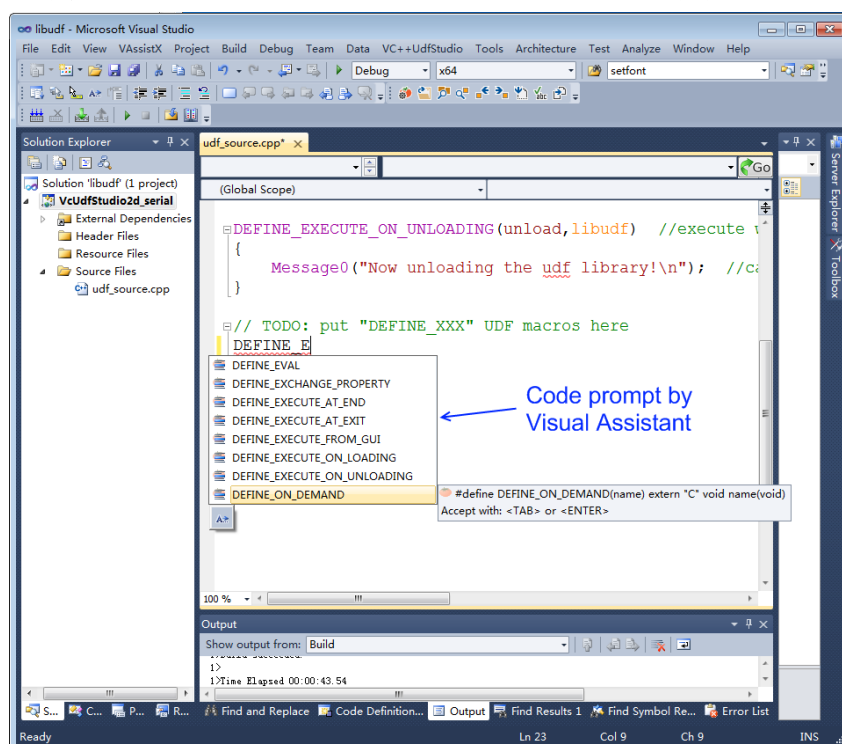 libudf - Microsoft Visual Studio
File Edit View VAssistX Project Build Debug Team Data VC++UdfStudio Tools Architecture Test Analyze Window Help
Debug x64 setfont
Solution Explorer
udf_source.cpp*
Go
Solution 'libudf' (1 project)
(Global Scope)
VcUdfStudio2d_serial
External Dependencies
Header Files
Resource Files
Source Files
udf_source.cpp
DEFINE_EXECUTE_ON_UNLOADING(unload,libudf) //execute
{
Message0("Now unloading the udf library!\n");
}
// TODO: put "DEFINE_XXX" UDF macros here
DEFINE_E
DEFINE_EVAL
DEFINE_EXCHANGE_PROPERTY
DEFINE_EXECUTE_AT_END
DEFINE_EXECUTE_AT_EXIT
DEFINE_EXECUTE_FROM_GUI
DEFINE_EXECUTE_ON_LOADING
DEFINE_EXECUTE_ON_UNLOADING
DEFINE_ON_DEMAND
Code prompt by
Visual Assistant
#define DEFINE_ON_DEMAND(name) extern "C" void name(void)
Accept with: <TAB> or <ENTER>
Server Explorer
Toolbox
100 %
Output
Show output from: Build
1>
1>Time Elapsed 00:00:43.54
S... C... P... R...
Find and Replace Code Definition... Output Find Results 1 Find Symbol Re... Error List
Ready Ln 23 Col 9 Ch 9 INS